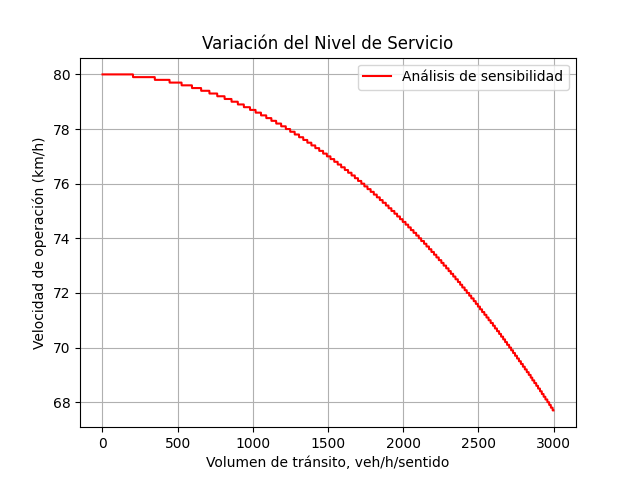 Variación del Nivel de Servicio
Análisis de sensibilidad
Velocidad de operación (km/h)
80
78
76
74
72
70
68
0 500 1000 1500 2000 2500 3000
Volumen de tránsito, veh/h/sentido